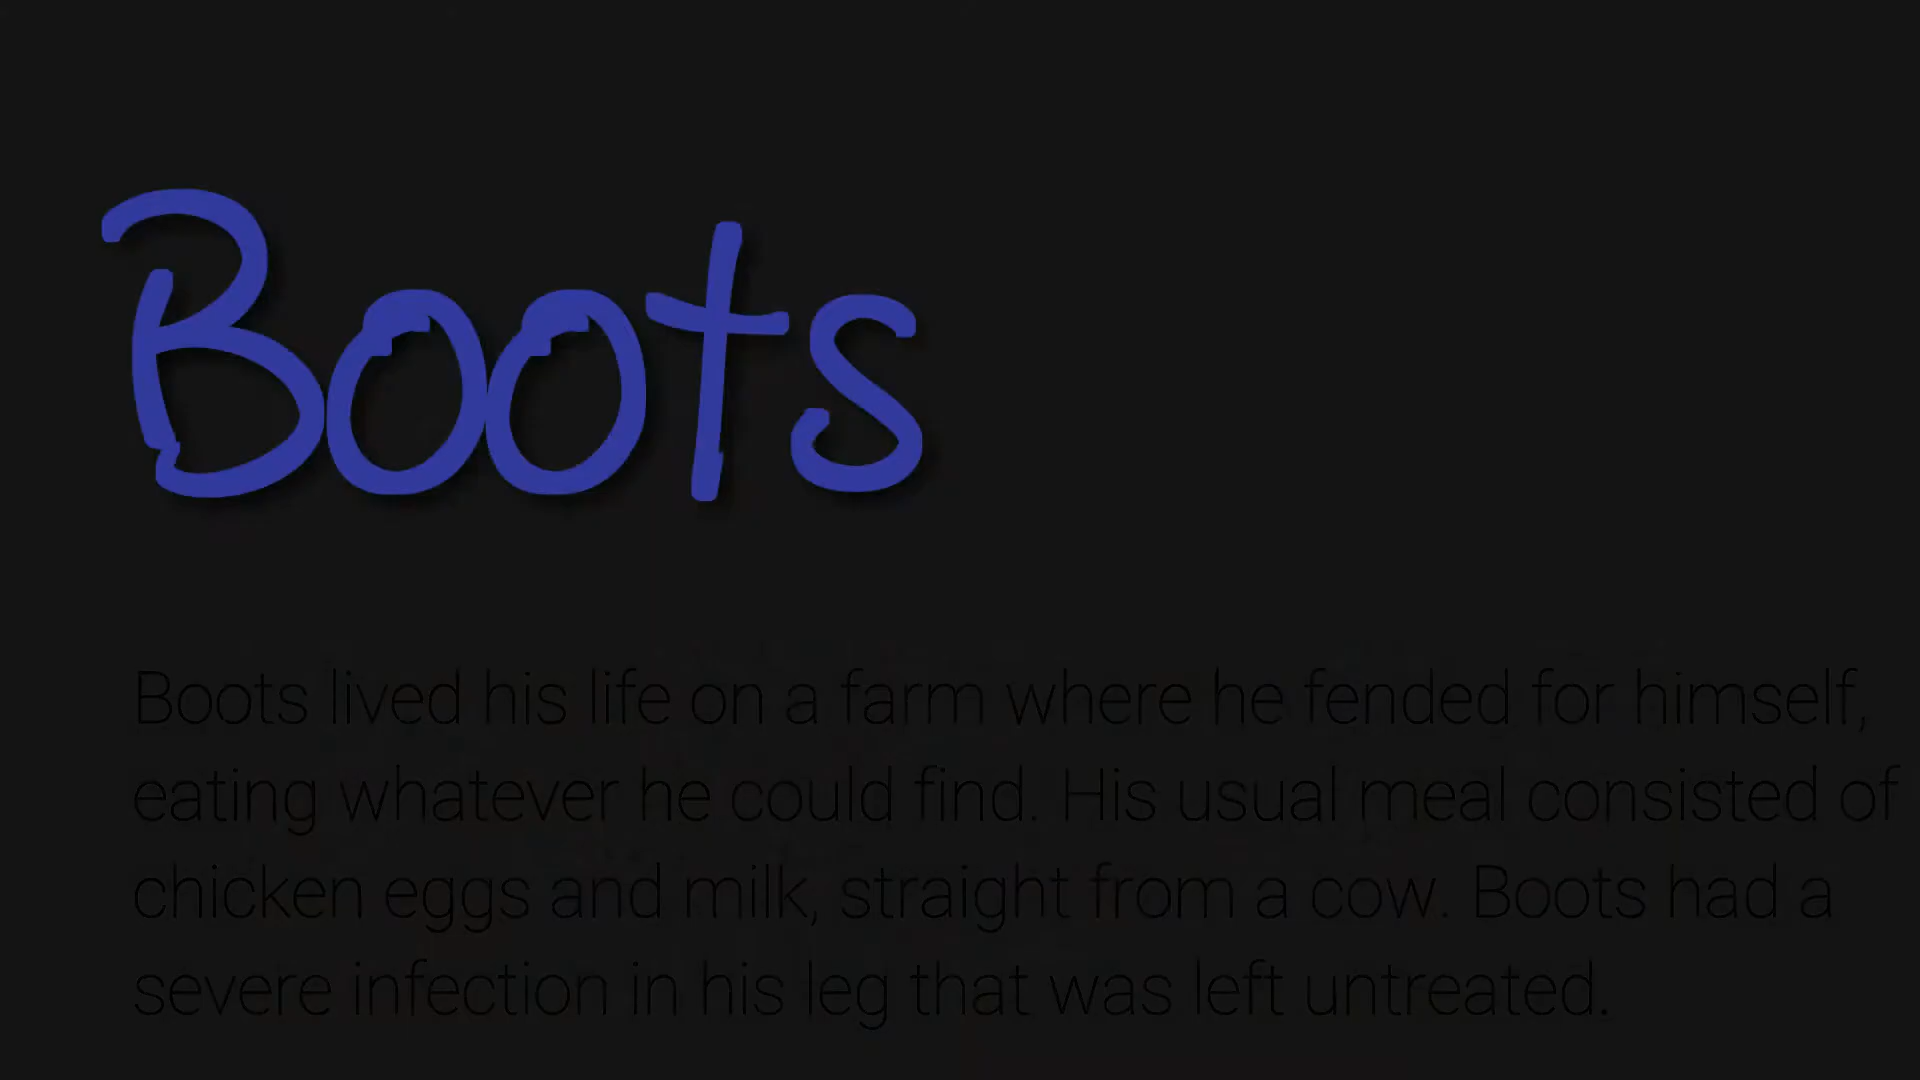 Boots
Boots lived his life on a farm where he fended for himself,
eating whatever he could find. His usual meal consisted of
chicken eggs and milk, straight from a cow. Boots had a
severe infection in his leg that was left untreated.